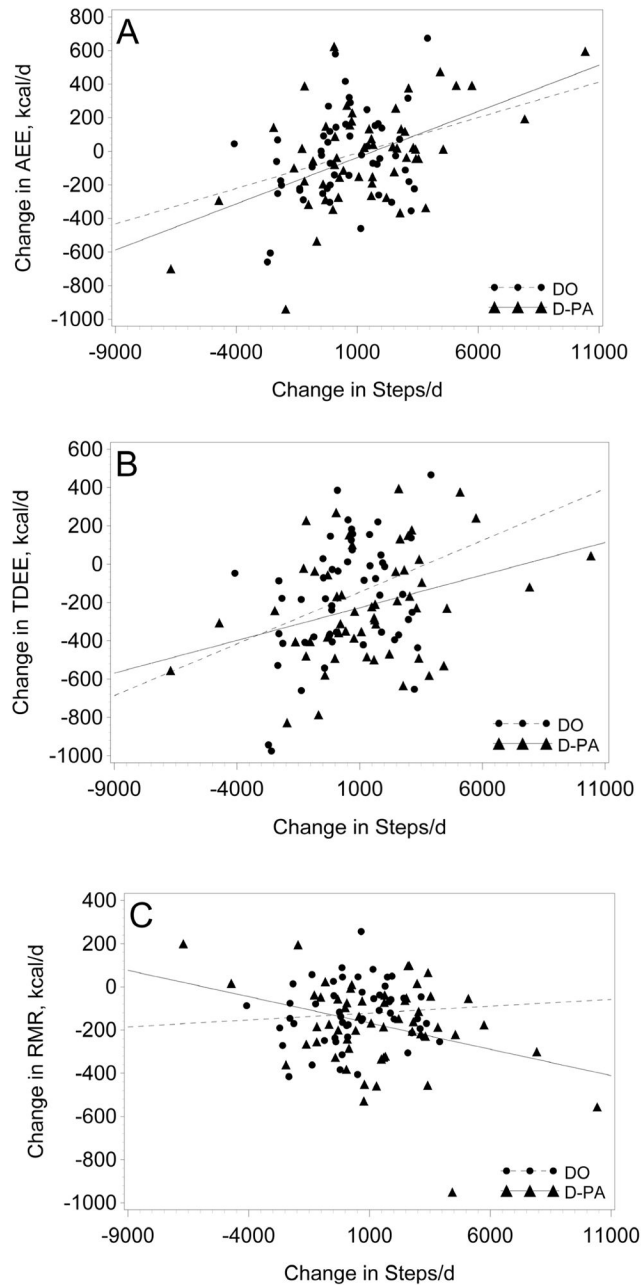 A
Change in AEE, kcal/d
800
600
400
200
0
-200
-400
-600
-800
-1000
DO
D-PA
-9000 -4000 1000 6000 11000
Change in Steps/d
B
Change in TDEE, kcal/d
600
400
200
0
-200
-400
-600
-800
-1000
DO
D-PA
-9000 -4000 1000 6000 11000
Change in Steps/d
C
Change in RMR, kcal/d
400
200
0
-200
-400
-600
-800
-1000
DO
D-PA
-9000 -4000 1000 6000 11000
Change in Steps/d